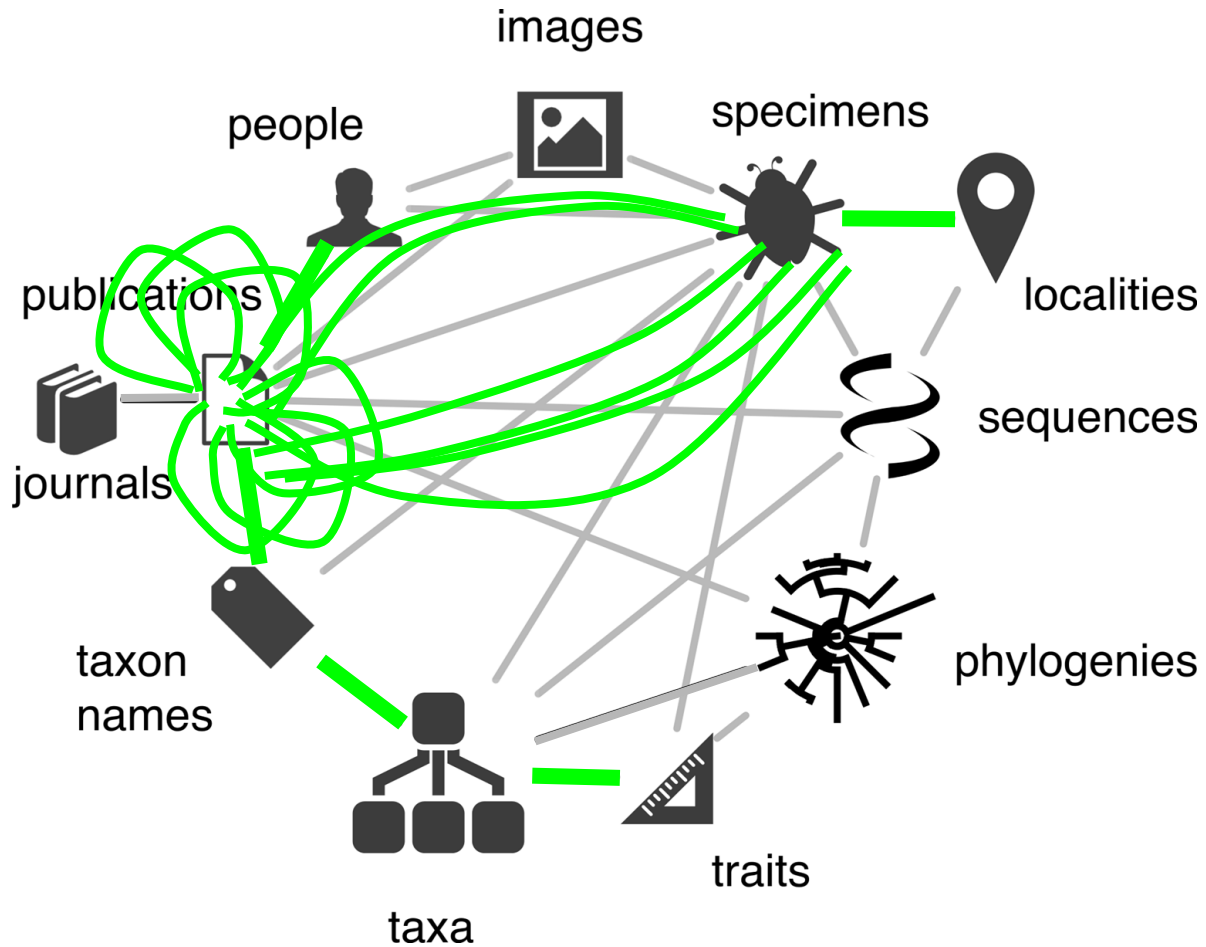 images
people
specimens
publications
localities
journals
sequences
taxon
names
phylogenies
traits
taxa